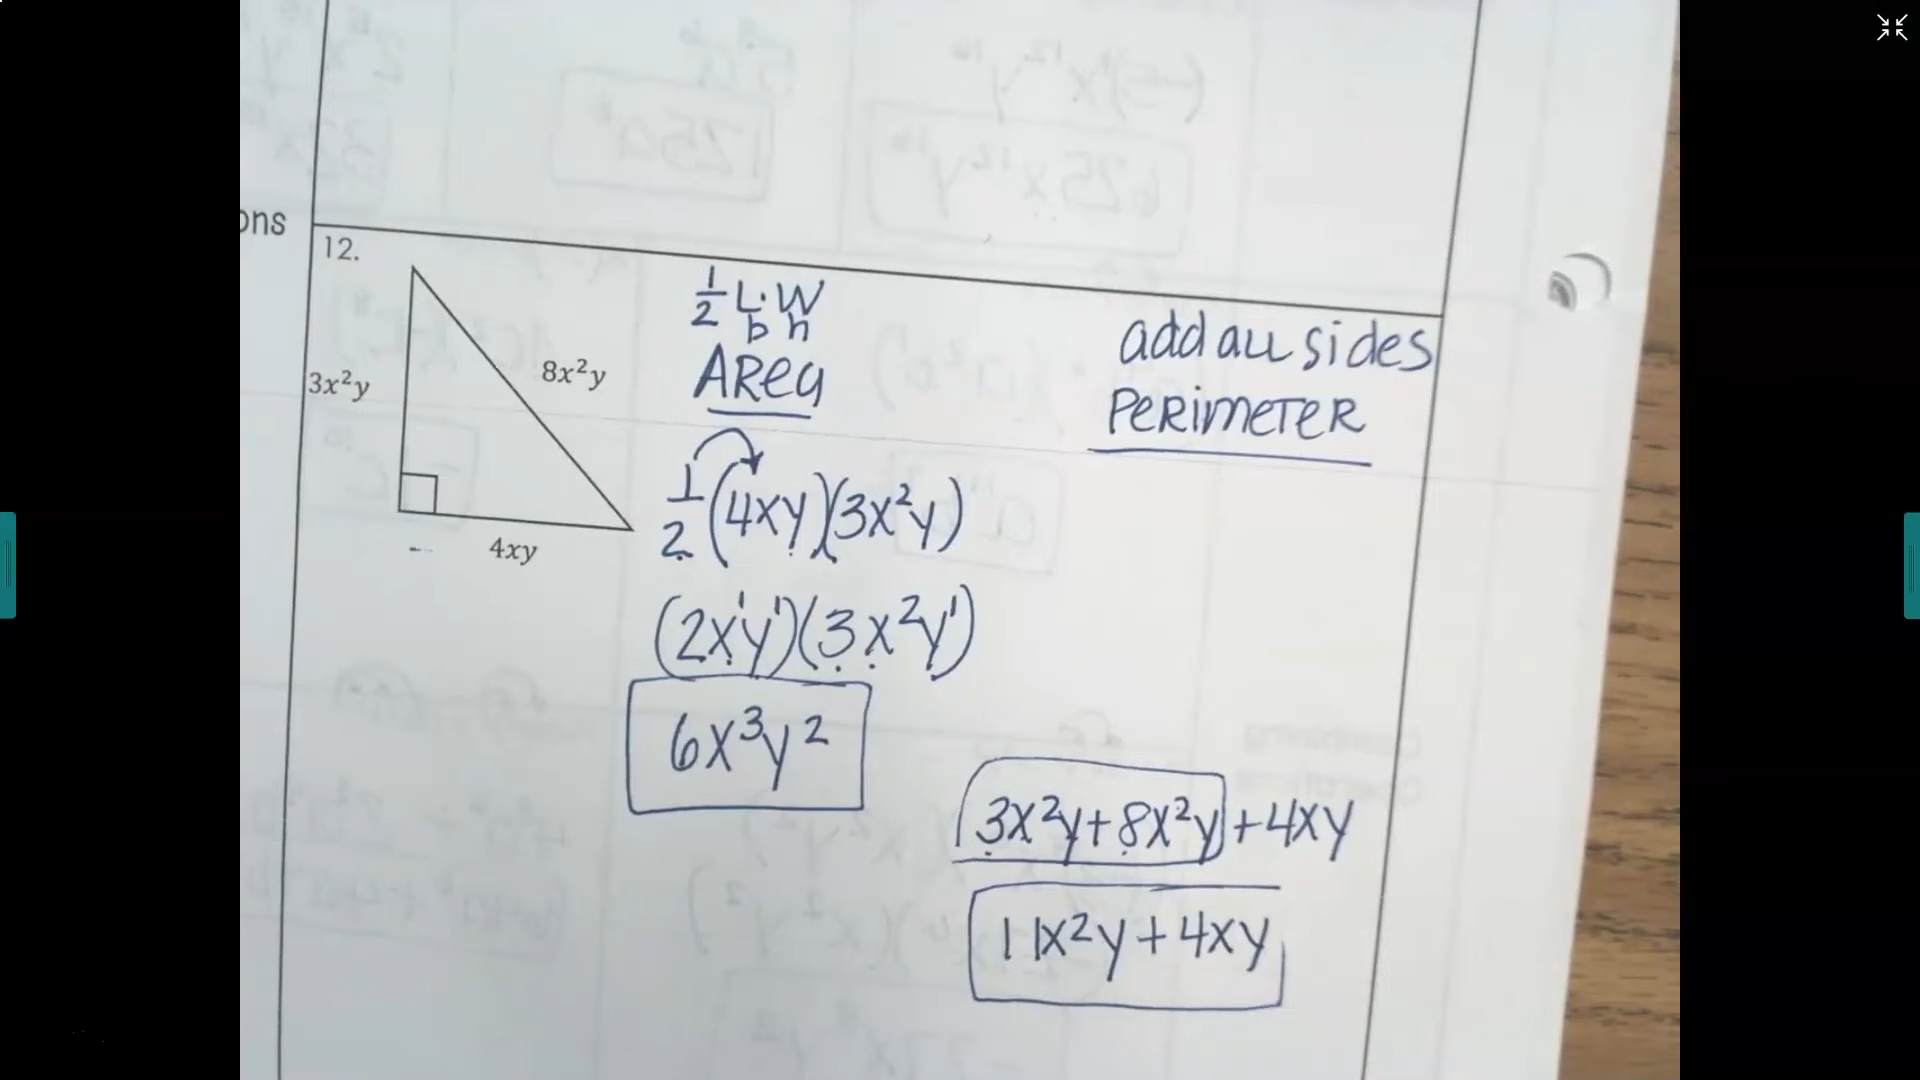 ons
12.
3x²y
8x²y
4xy
1/2 L·W
b h
AREA
1/2 (4xy)(3x²y)
(2x¹y¹)(3x²y¹)
6x³y²
add all sides
PERIMETER
3x²y+8x²y+4xy
11x²y+4xy